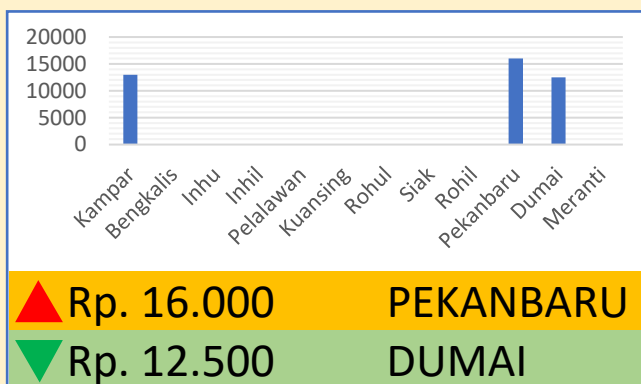 20000
15000
10000
5000
0
Kampar
Bengkalis
Inhu
Inhil
Pelalawan
Kuansing
Rohul
Siak
Rohil
Pekanbaru
Dumai
Meranti
Rp. 16.000 PEKANBARU
Rp. 12.500 DUMAI